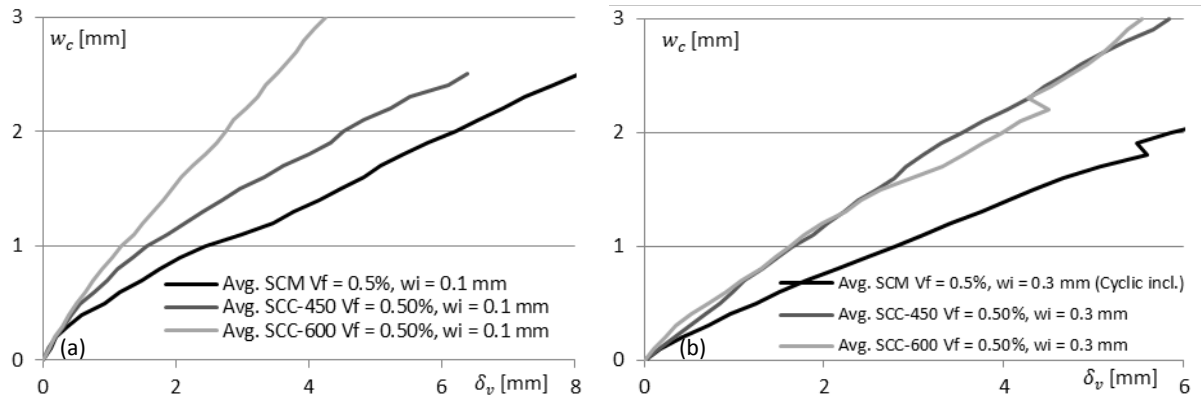 3
w_c [mm]
2
1
0
(a)
Avg. SCM Vf = 0.5%, wi = 0.1 mm
Avg. SCC-450 Vf = 0.50%, wi = 0.1 mm
Avg. SCC-600 Vf = 0.50%, wi = 0.1 mm
0 2 4 6 8
δ_v [mm]
3
w_c [mm]
2
1
0
(b)
Avg. SCM Vf = 0.5%, wi = 0.3 mm (Cyclic incl.)
Avg. SCC-450 Vf = 0.50%, wi = 0.3 mm
Avg. SCC-600 Vf = 0.50%, wi = 0.3 mm
0 2 4 6
δ_v [mm]